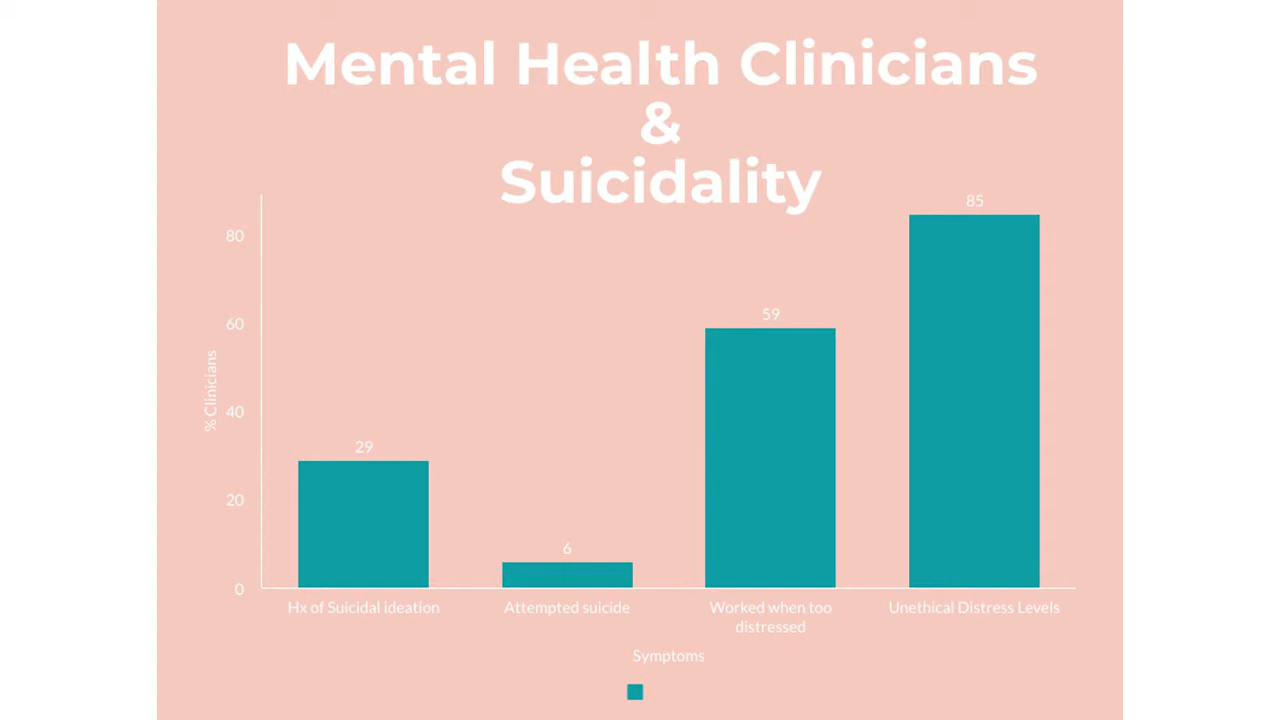 Mental Health Clinicians
&
Suicidality
85
80
59
60
% Clinicians
40
29
20
6
0
Hx of Suicidal ideation
Attempted suicide
Worked when too
distressed
Unethical Distress Levels
Symptoms